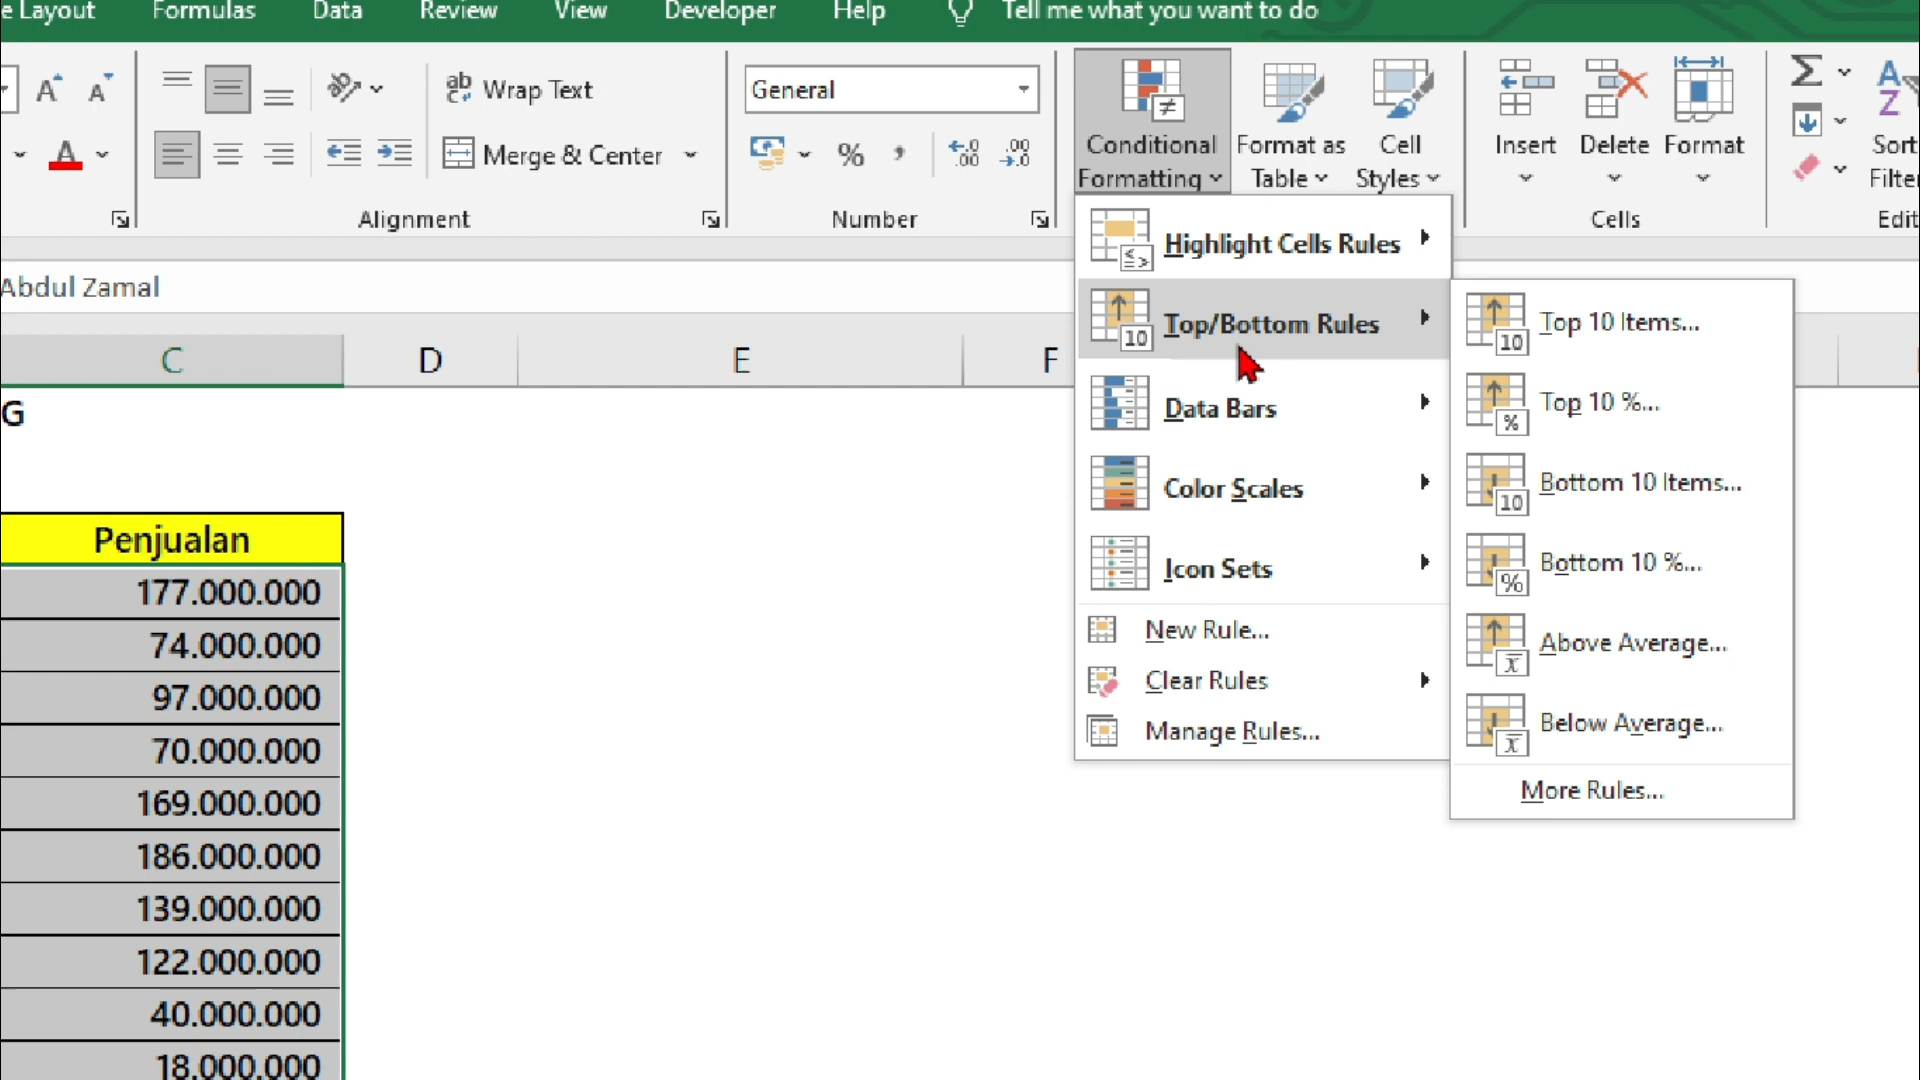 e Layout Formulas Data Review View Developer Help Tell me what you want to do
Wrap Text
General
Merge & Center
%
Conditional Formatting
Format as Table
Cell Styles
Insert Delete Format
Sort
Filter
Alignment Number Cells Edit
Abdul Zamal
C D E F
G
Penjualan
177.000.000
74.000.000
97.000.000
70.000.000
169.000.000
186.000.000
139.000.000
122.000.000
40.000.000
18.000.000
Highlight Cells Rules
Top/Bottom Rules
Data Bars
Color Scales
Icon Sets
New Rule...
Clear Rules
Manage Rules...
Top 10 Items...
Top 10 %...
Bottom 10 Items...
Bottom 10 %...
Above Average...
Below Average...
More Rules...